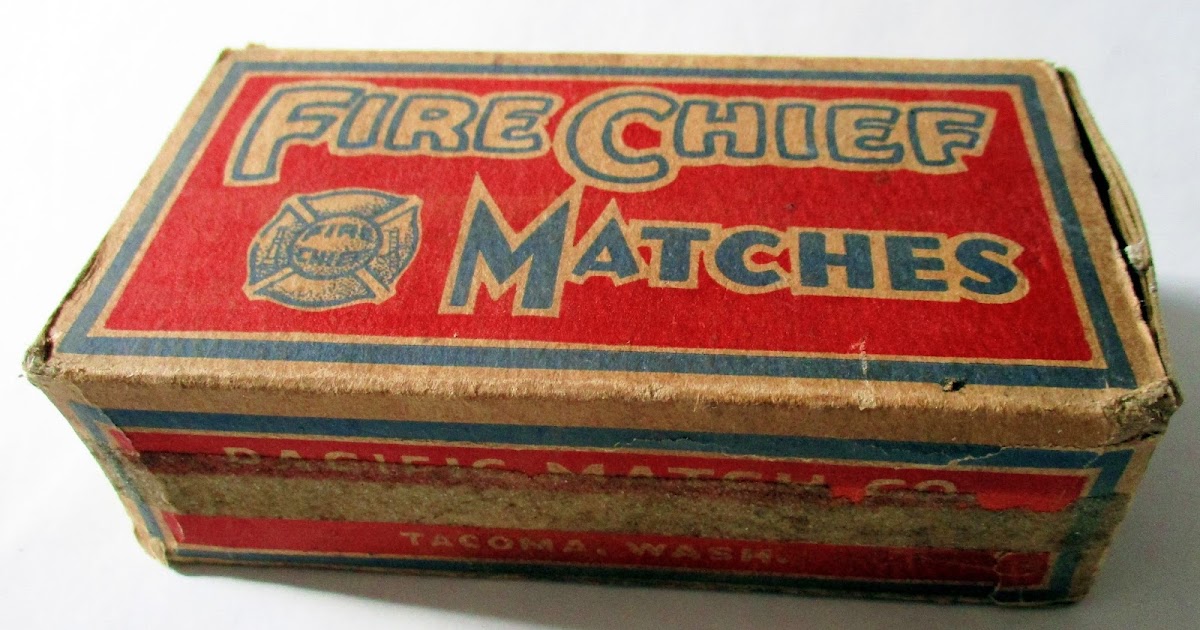 FIRE CHIEF
FIRE
CHIEF
MATCHES
PACIFIC MATCH CO.
TACOMA, WASH.